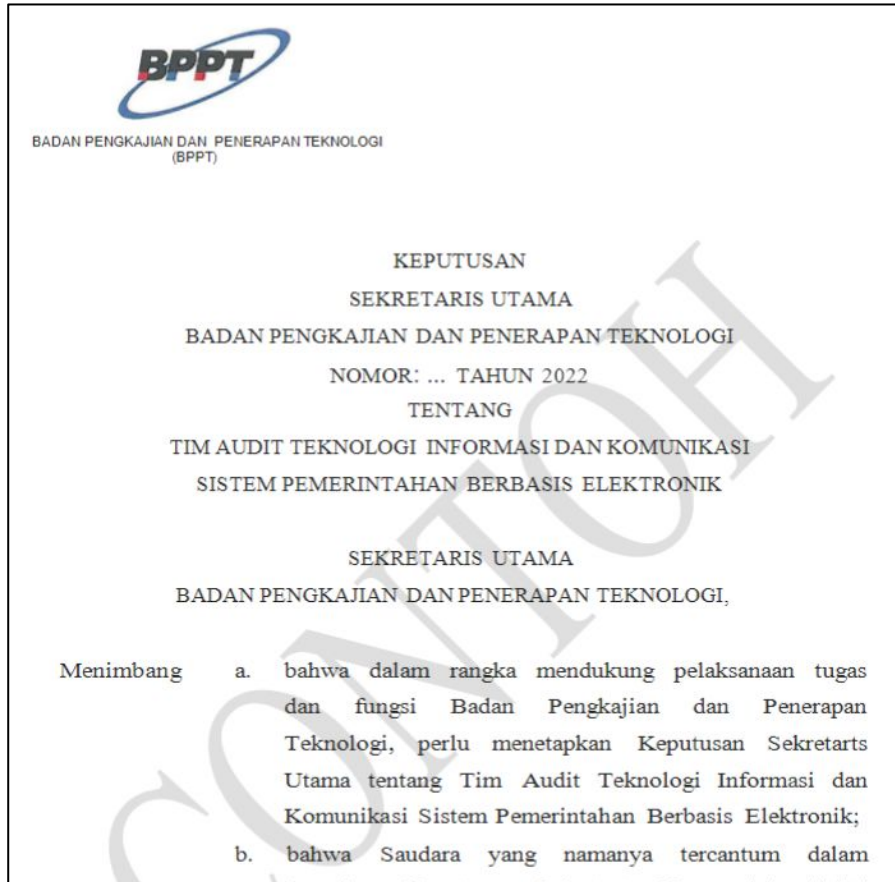 BPPT
BADAN PENGKAJIAN DAN PENERAPAN TEKNOLOGI
(BPPT)
KEPUTUSAN
SEKRETARIS UTAMA
BADAN PENGKAJIAN DAN PENERAPAN TEKNOLOGI
NOMOR: ... TAHUN 2022
TENTANG
TIM AUDIT TEKNOLOGI INFORMASI DAN KOMUNIKASI
SISTEM PEMERINTAHAN BERBASIS ELEKTRONIK
SEKRETARIS UTAMA
BADAN PENGKAJIAN DAN PENERAPAN TEKNOLOGI,
Menimbang a. bahwa dalam rangka mendukung pelaksanaan tugas
dan fungsi Badan Pengkajian dan Penerapan
Teknologi, perlu menetapkan Keputusan Sekretarts
Utama tentang Tim Audit Teknologi Informasi dan
Komunikasi Sistem Pemerintahan Berbasis Elektronik;
b. bahwa Saudara yang namanya tercantum dalam
CONTOH